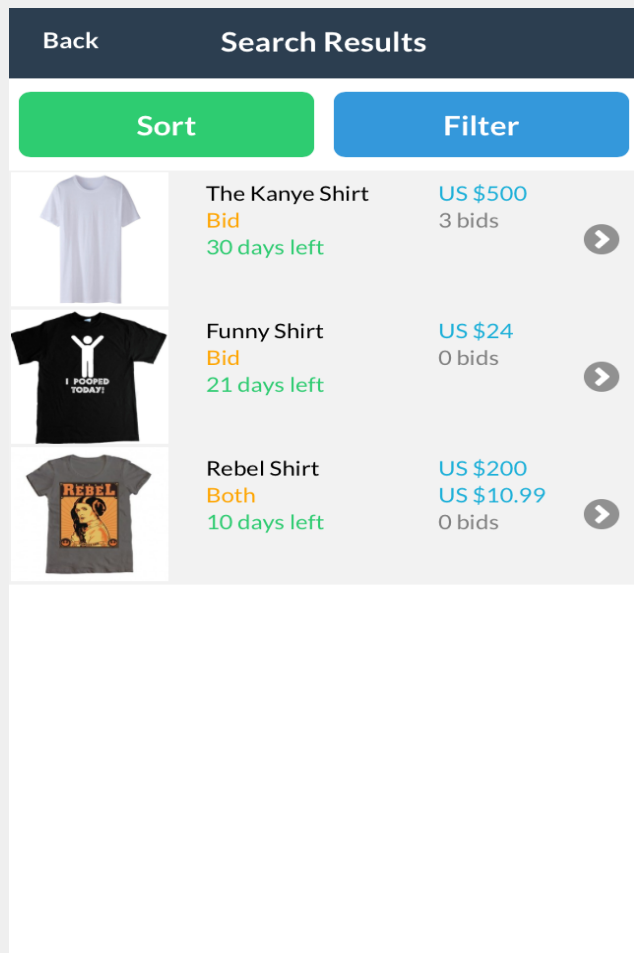 Back
Search Results
Sort
Filter
The Kanye Shirt
US $500
Bid
3 bids
30 days left
I POOPED
TODAY!
Funny Shirt
US $24
Bid
0 bids
21 days left
REBEL
Rebel Shirt
US $200
Both
US $10.99
10 days left
0 bids